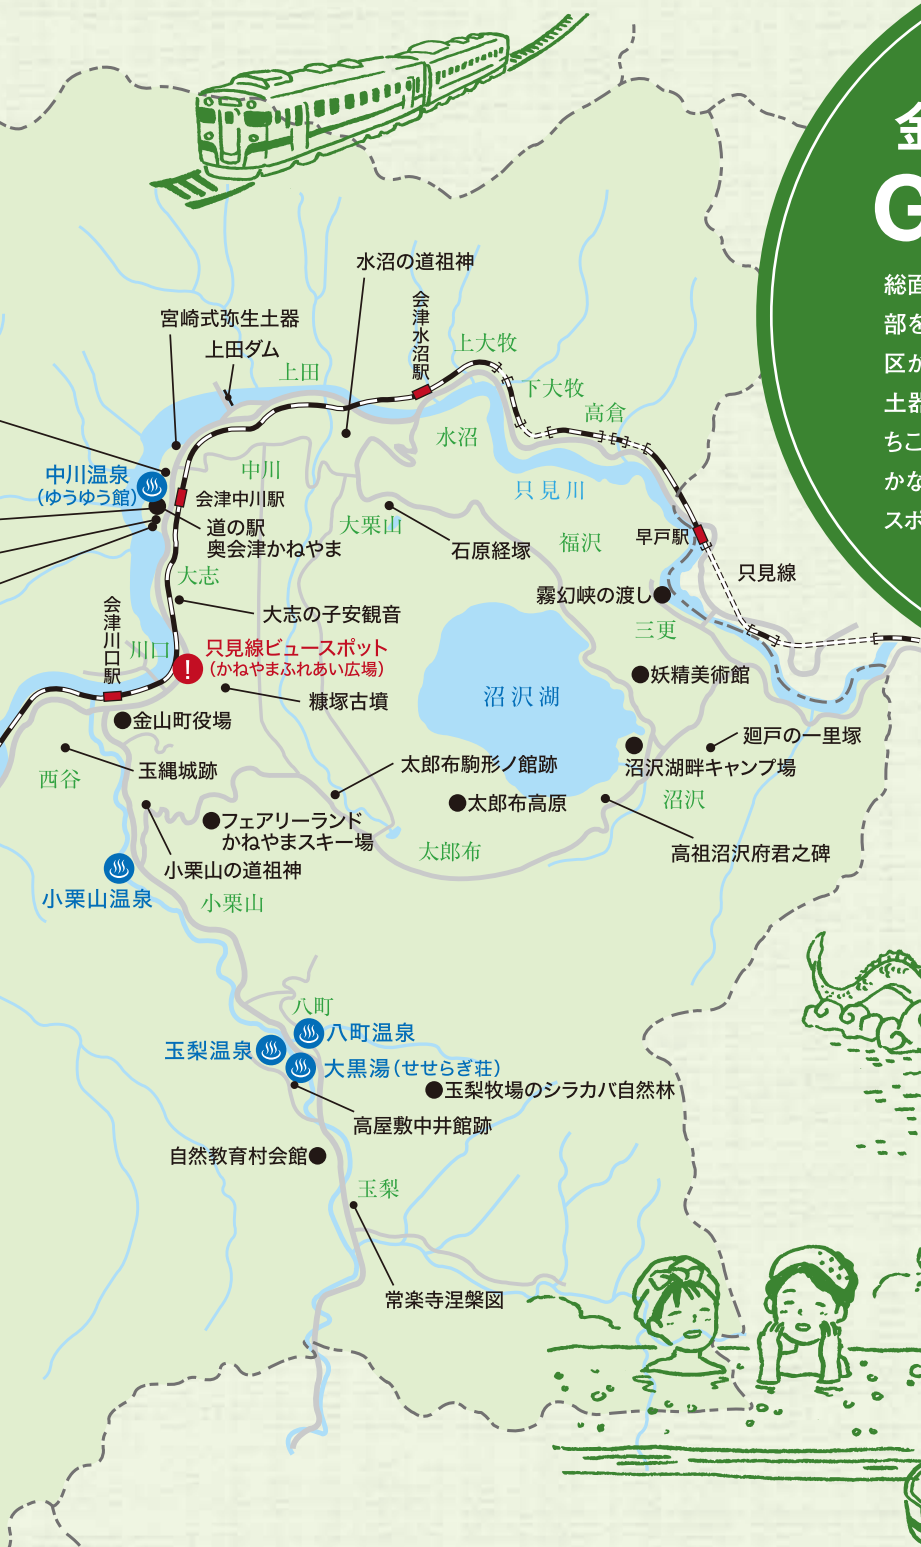 金
G
総面
部を
区が
土器
ちこ
かな
スポ
水沼の道祖神
会津水沼駅
宮崎式弥生土器
上田ダム
上田
上大牧
下大牧
高倉
水沼
只見川
中川
中川温泉
(ゆうゆう館)
会津中川駅
道の駅
奥会津かねやま
大栗山
石原経塚
福沢
早戸駅
只見線
大志
大志の子安観音
霧幻峡の渡し
三更
会津川口駅
川口
只見線ビュースポット
(かねやまふれあい広場)
糠塚古墳
沼沢湖
妖精美術館
金山町役場
廻戸の一里塚
沼沢湖畔キャンプ場
西谷
玉縄城跡
太郎布駒形ノ館跡
太郎布高原
沼沢
フェアリーランド
かねやまスキー場
太郎布
高祖沼沢府君之碑
小栗山の道祖神
小栗山温泉
小栗山
八町
八町温泉
玉梨温泉
大黒湯(せせらぎ荘)
玉梨牧場のシラカバ自然林
高屋敷中井館跡
自然教育村会館
玉梨
常楽寺涅槃図